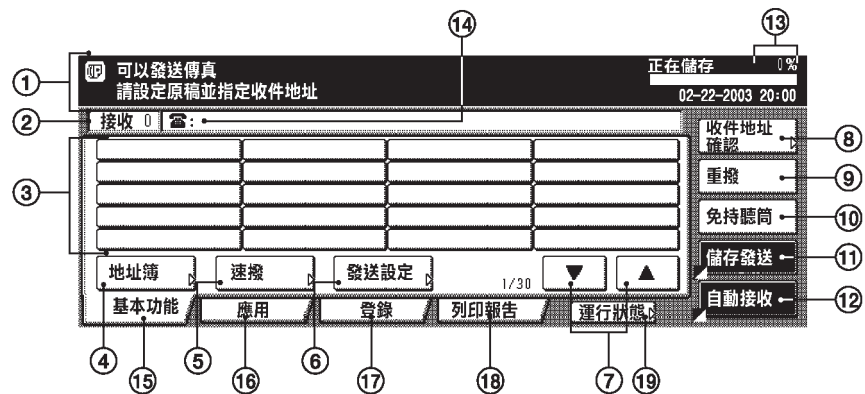 ⑭ ⑬
① 可以發送傳真 正在儲存 0%
請設定原稿並指定收件地址
02-22-2003 20:00
② 接收 0 ☎: 收件地址
確認 ⑧
③ 重撥 ⑨
免持聽筒 ⑩
地址簿 速撥 發送設定 1/30 ▼ ▲ 儲存發送 ⑪
基本功能 應用 登錄 列印報告 運行狀態 自動接收 ⑫
④ ⑤ ⑥ ⑦
⑮ ⑯ ⑰ ⑱ ⑲